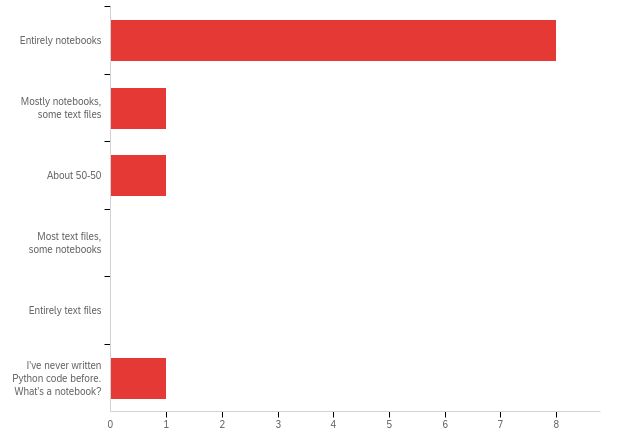 Entirely notebooks
Mostly notebooks,
some text files
About 50-50
Most text files,
some notebooks
Entirely text files
I've never written
Python code before.
What's a notebook?
0 1 2 3 4 5 6 7 8